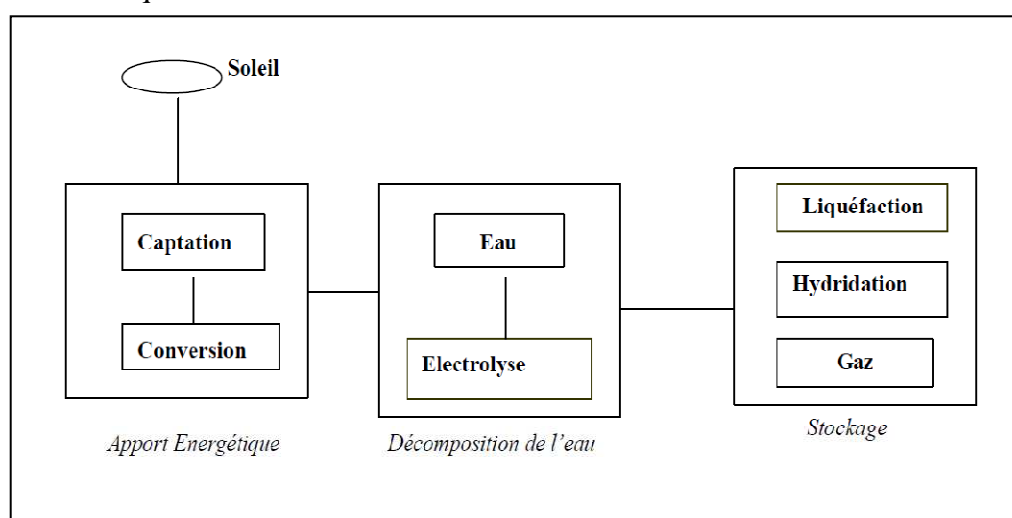 Soleil
Captation
Conversion
Apport Energétique
Eau
Electrolyse
Décomposition de l'eau
Liquéfaction
Hydridation
Gaz
Stockage